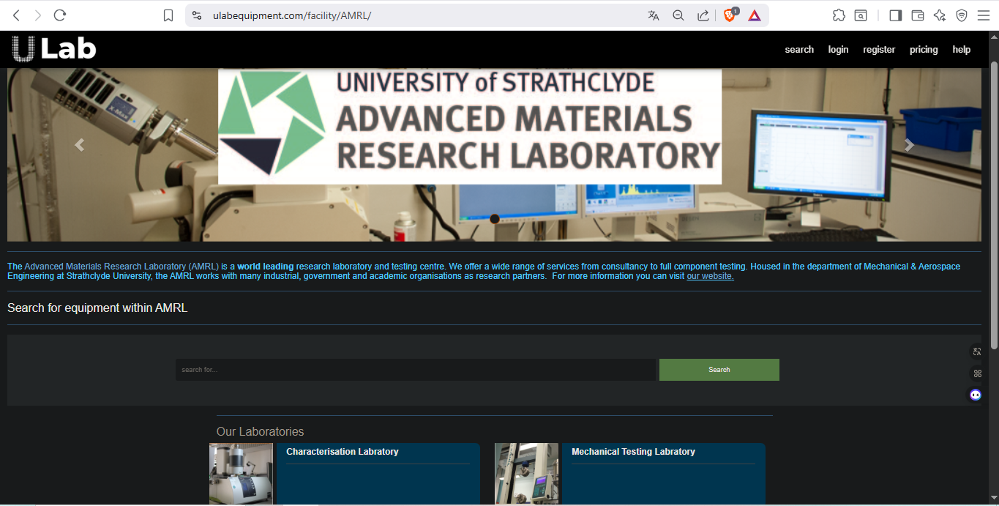 ulabequipment.com/facility/AMRL/
1
U Lab
search login register pricing help
X-Max
UNIVERSITY of STRATHCLYDE
ADVANCED MATERIALS
RESEARCH LABORATORY
The Advanced Materials Research Laboratory (AMRL) is a world leading research laboratory and testing centre. We offer a wide range of services from consultancy to full component testing. Housed in the department of Mechanical & Aerospace
Engineering at Strathclyde University, the AMRL works with many industrial, government and academic organisations as research partners. For more information you can visit our website.
Search for equipment within AMRL
search for...
Search
Our Laboratories
Characterisation Labratory
Mechanical Testing Labratory